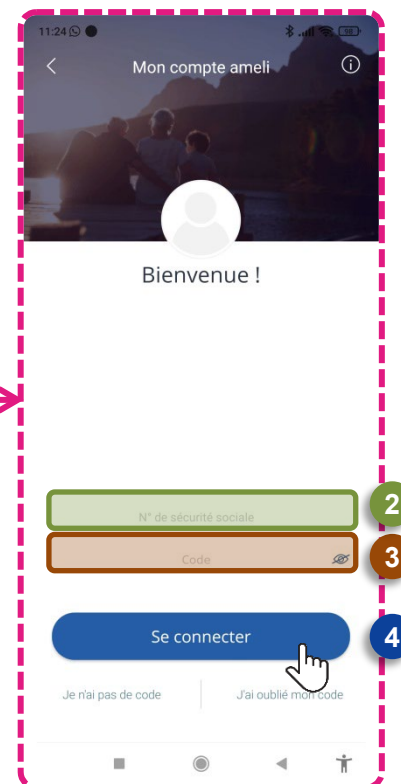 11:24 98
Mon compte ameli
Bienvenue !
N° de sécurité sociale
2
Code
3
Se connecter
4
Je n'ai pas de code J'ai oublié mon code